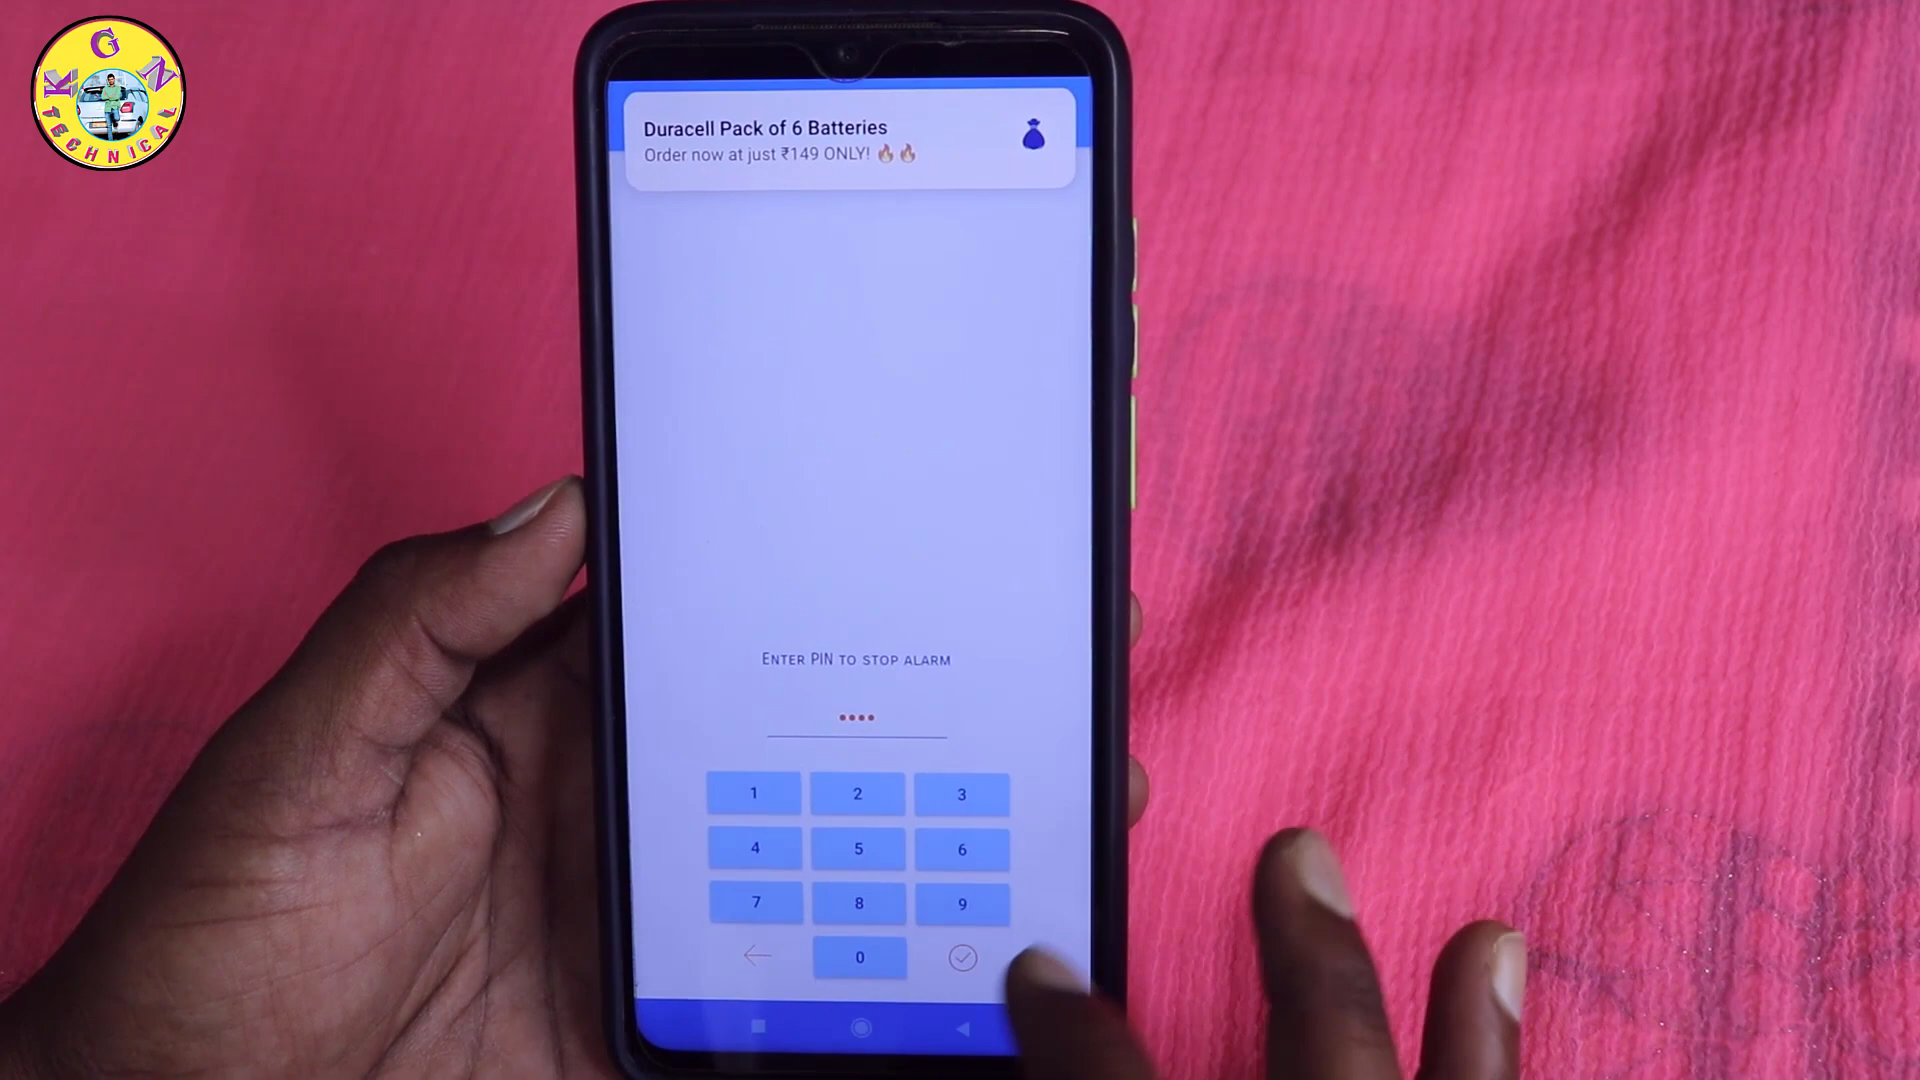 KGN
TECHNICAL
Duracell Pack of 6 Batteries
Order now at just ₹149 ONLY! 🔥🔥
ENTER PIN TO STOP ALARM
1 2 3
4 5 6
7 8 9
0